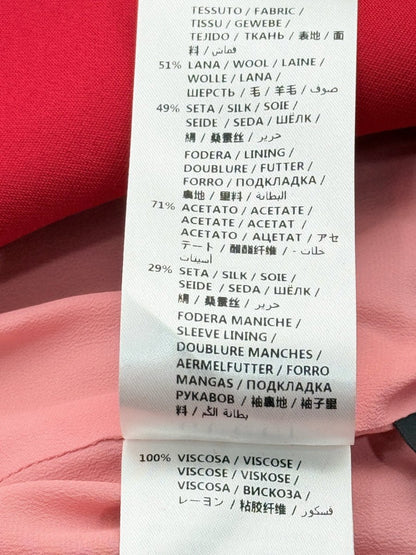 TESSUTO / FABRIC /
TISSU / GEWEBE /
TEJIDO / ТКАНЬ / 表地 / 面
料 / قماش
51% LANA / WOOL / LAINE /
WOLLE / LANA /
ШЕРСТЬ / 毛 / 羊毛 / صوف
49% SETA / SILK / SOIE /
SEIDE / SEDA / ШЁЛК /
絹 / 桑蚕丝 / حرير
FODERA / LINING /
DOUBLURE / FUTTER /
FORRO / ПОДКЛАДКА /
裏地 / 里料 / البطانة
71% ACETATO / ACETATE /
ACETATE / ACETAT /
ACETATO / АЦЕТАТ / アセ
テート / 醋酯纤维 / خلات -
أسيتات
29% SETA / SILK / SOIE /
SEIDE / SEDA / ШЁЛК /
絹 / 桑蚕丝 / حرير
FODERA MANICHE /
SLEEVE LINING /
DOUBLURE MANCHES /
AERMELFUTTER / FORRO
MANGAS / ПОДКЛАДКА
РУКАВОВ / 袖裏地 / 袖子里
料 / بطانة الكم
100% VISCOSA / VISCOSE /
VISCOSE / VISKOSE /
VISCOSA / ВИСКОЗА /
レーヨン / 粘胶纤维 / فسكوز